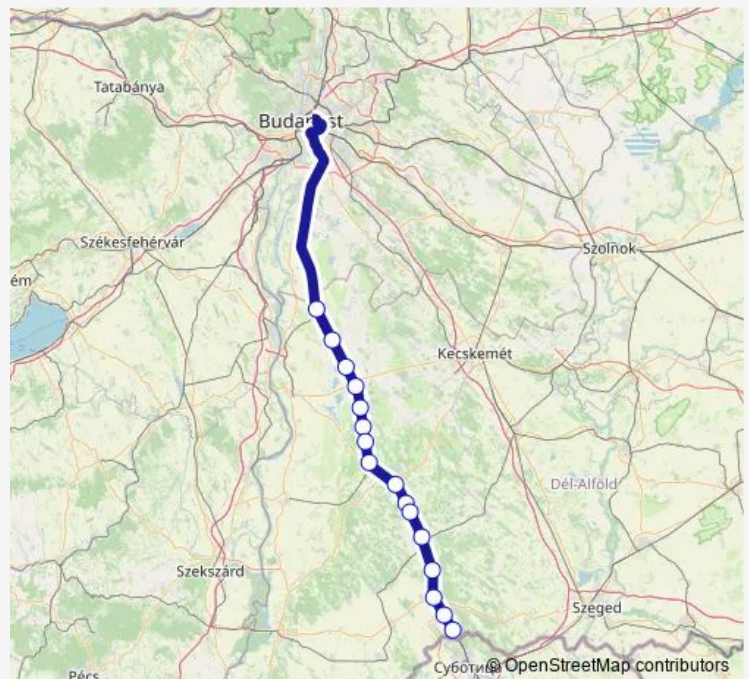 Tatabánya
Budapest
Székesfehérvár
Szolnok
ém
Kecskemét
Dél-Alföld
Szekszárd
Szeged
Суботица
© OpenStreetMap contributors
Pécs